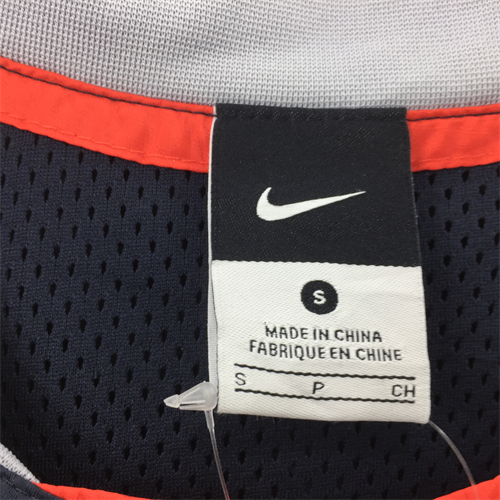 S
MADE IN CHINA
FABRIQUE EN CHINE
S P CH